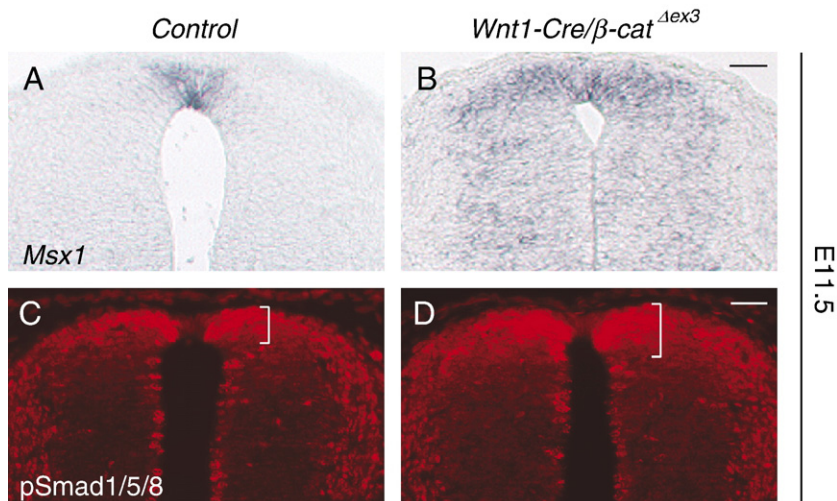 Control
Wnt1-Cre/β-cat Δex3
A
B
Msx1
C
D
pSmad1/5/8
E11.5